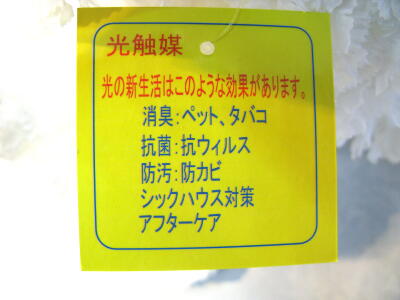 光触媒
光の新生活はこのような効果があります。
消臭：ペット、タバコ
抗菌：抗ウィルス
防汚：防カビ
シックハウス対策
アフターケア